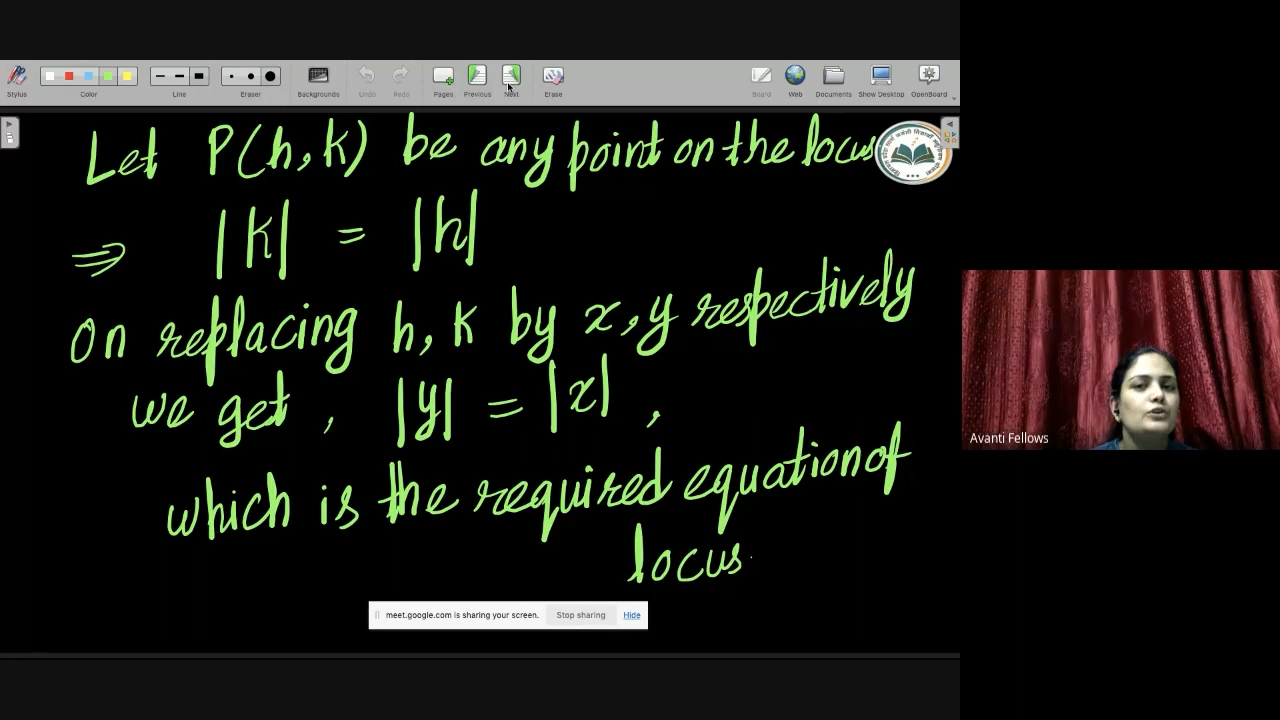 Stylus
Color
Line
Eraser
Backgrounds
Undo
Redo
Pages
Previous
Next
Erase
Board
Web
Documents
Show Desktop
OpenBoard
Let P(h, k) be any point on the locus
⇒ |k| = |h|
On replacing h, k by x, y respectively
we get, |y| = |x|,
which is the required equation of
locus.
Avanti Fellows
meet.google.com is sharing your screen.
Stop sharing
Hide